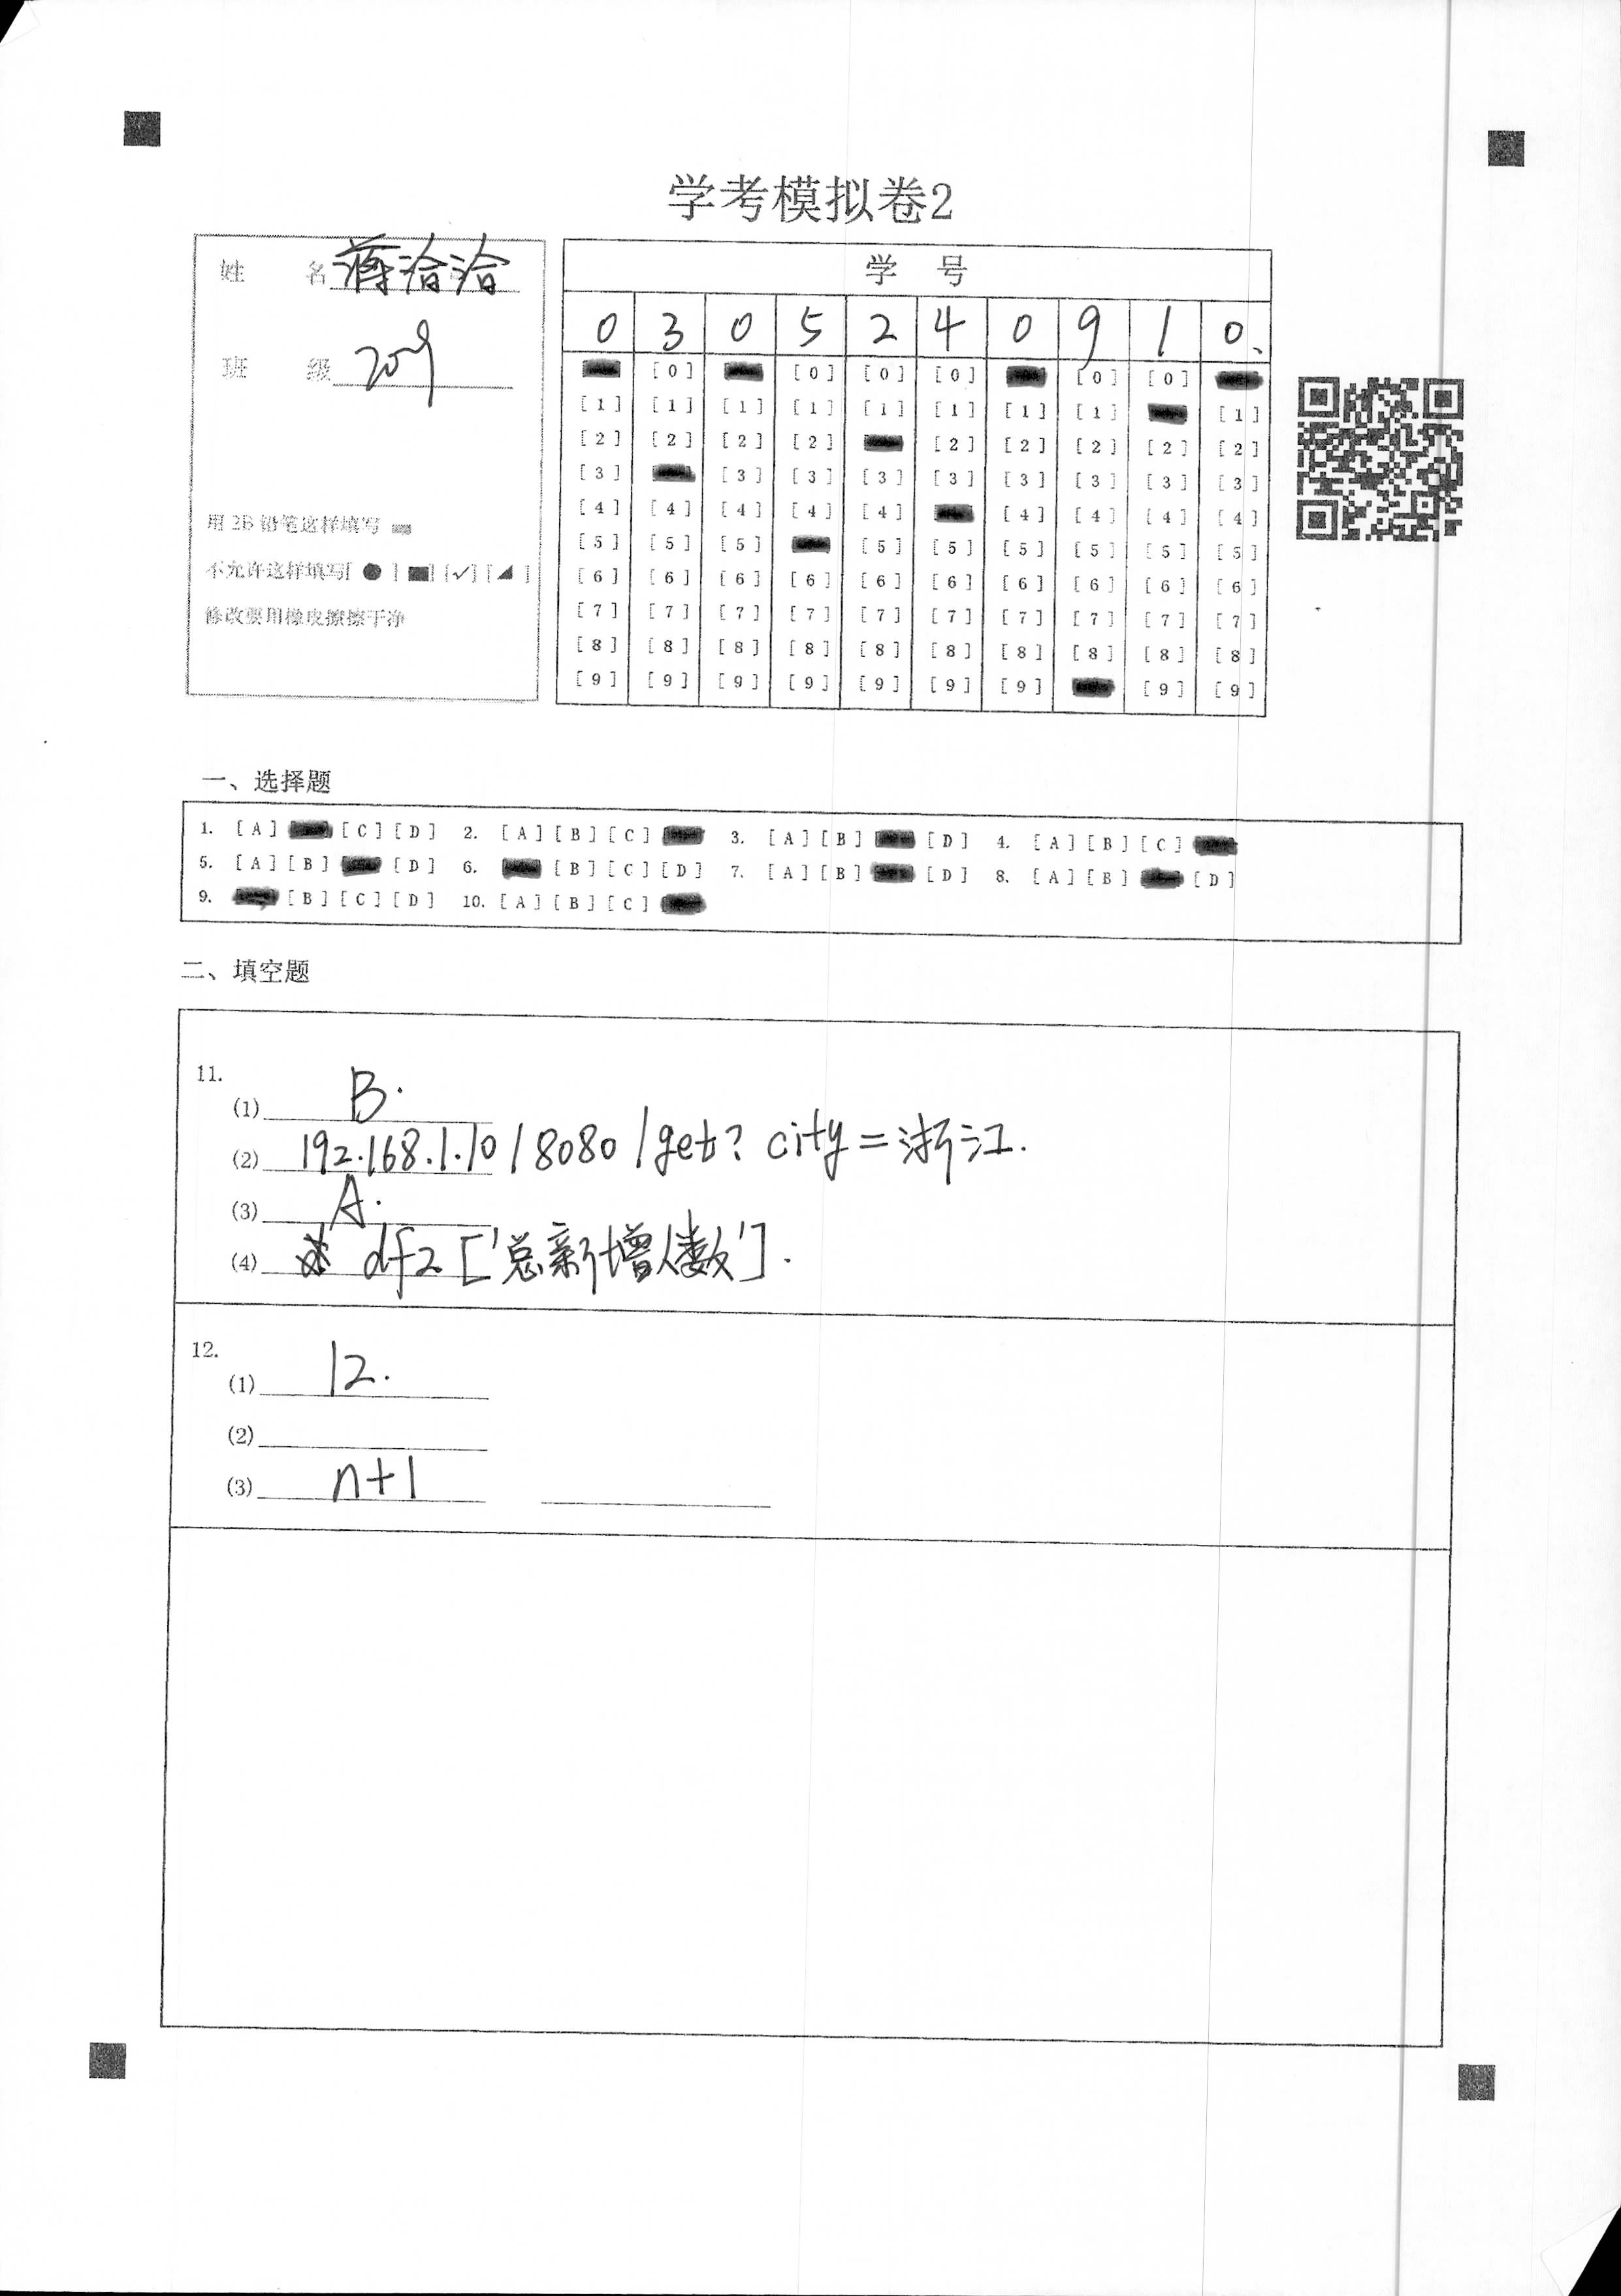 学考模拟卷2
姓 名 蒋洽洽
班 级 209
用 2B 铅笔这样填写
不允许这样填写[ ● ] [■] [✓] [◢ ]
修改要用橡皮擦擦干净
学 号
0 3 0 5 2 4 0 9 1 0.
[0] [0] [0] [0] [0] [0]
[1] [1] [1] [1] [1] [1] [1] [1] [1]
[2] [2] [2] [2] [2] [2] [2] [2] [2]
[3] [3] [3] [3] [3] [3] [3] [3] [3]
[4] [4] [4] [4] [4] [4] [4] [4] [4]
[5] [5] [5] [5] [5] [5] [5] [5] [5]
[6] [6] [6] [6] [6] [6] [6] [6] [6] [6]
[7] [7] [7] [7] [7] [7] [7] [7] [7] [7]
[8] [8] [8] [8] [8] [8] [8] [8] [8] [8]
[9] [9] [9] [9] [9] [9] [9] [9] [9]
一、选择题
1. [A] [C] [D] 2. [A] [B] [C] 3. [A] [B] [D] 4. [A] [B] [C]
5. [A] [B] [D] 6. [B] [C] [D] 7. [A] [B] [D] 8. [A] [B] [D]
9. [B] [C] [D] 10. [A] [B] [C]
二、填空题
11.
(1) B.
(2) 192.168.1.10/8080/get?city=浙江.
(3) A.
(4) df2['总新增人数'].
12.
(1) 12.
(2)
(3) n+1